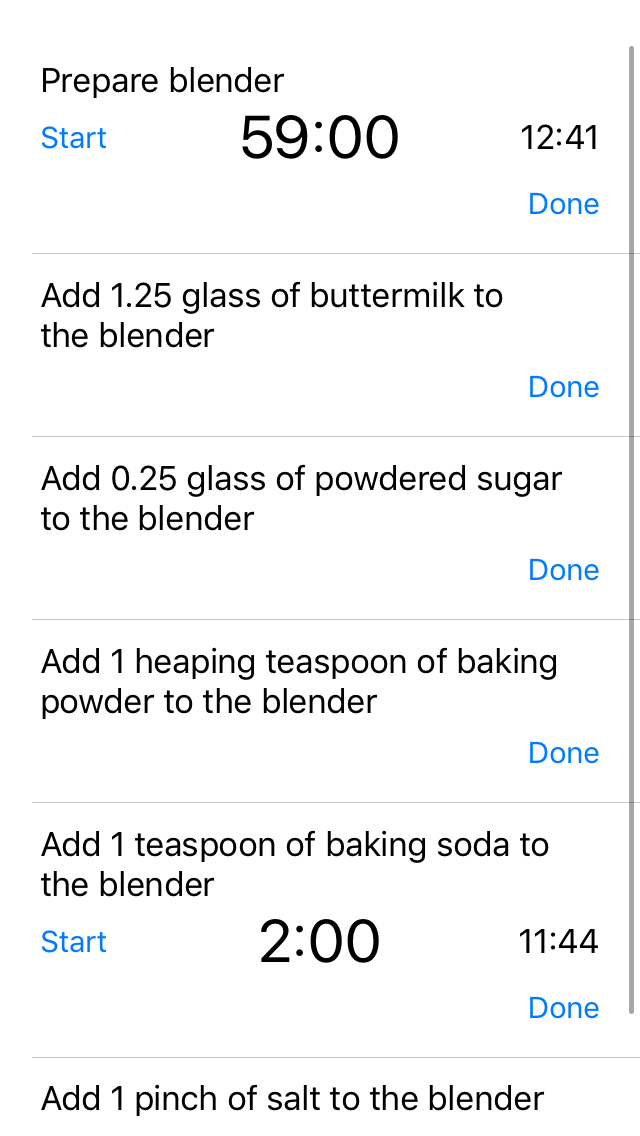 Prepare blender
Start 59:00 12:41
Done
Add 1.25 glass of buttermilk to
the blender
Done
Add 0.25 glass of powdered sugar
to the blender
Done
Add 1 heaping teaspoon of baking
powder to the blender
Done
Add 1 teaspoon of baking soda to
the blender
Start 2:00 11:44
Done
Add 1 pinch of salt to the blender